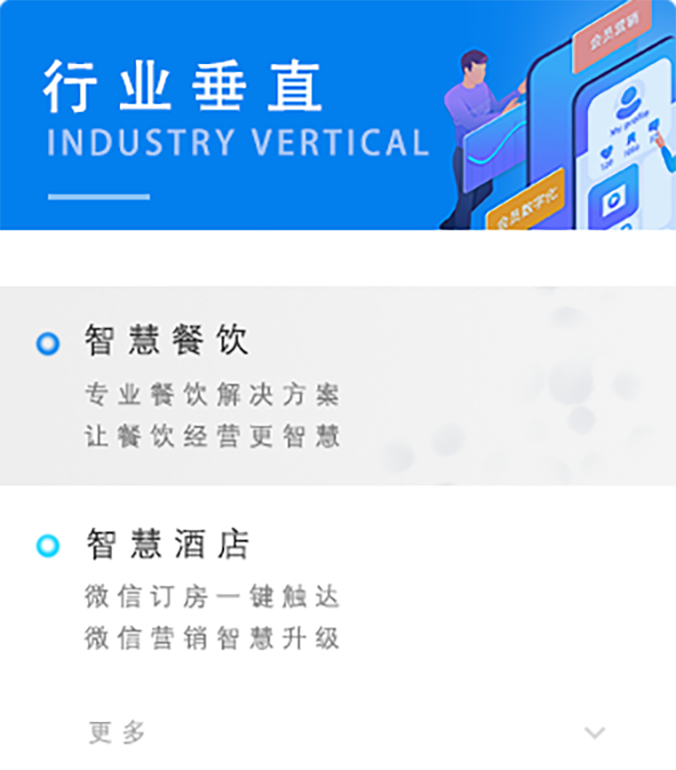 行业垂直
INDUSTRY VERTICAL
会员营销
My profile
会员数字化
智慧餐饮
专业餐饮解决方案
让餐饮经营更智慧
智慧酒店
微信订房一键触达
微信营销智慧升级
更多